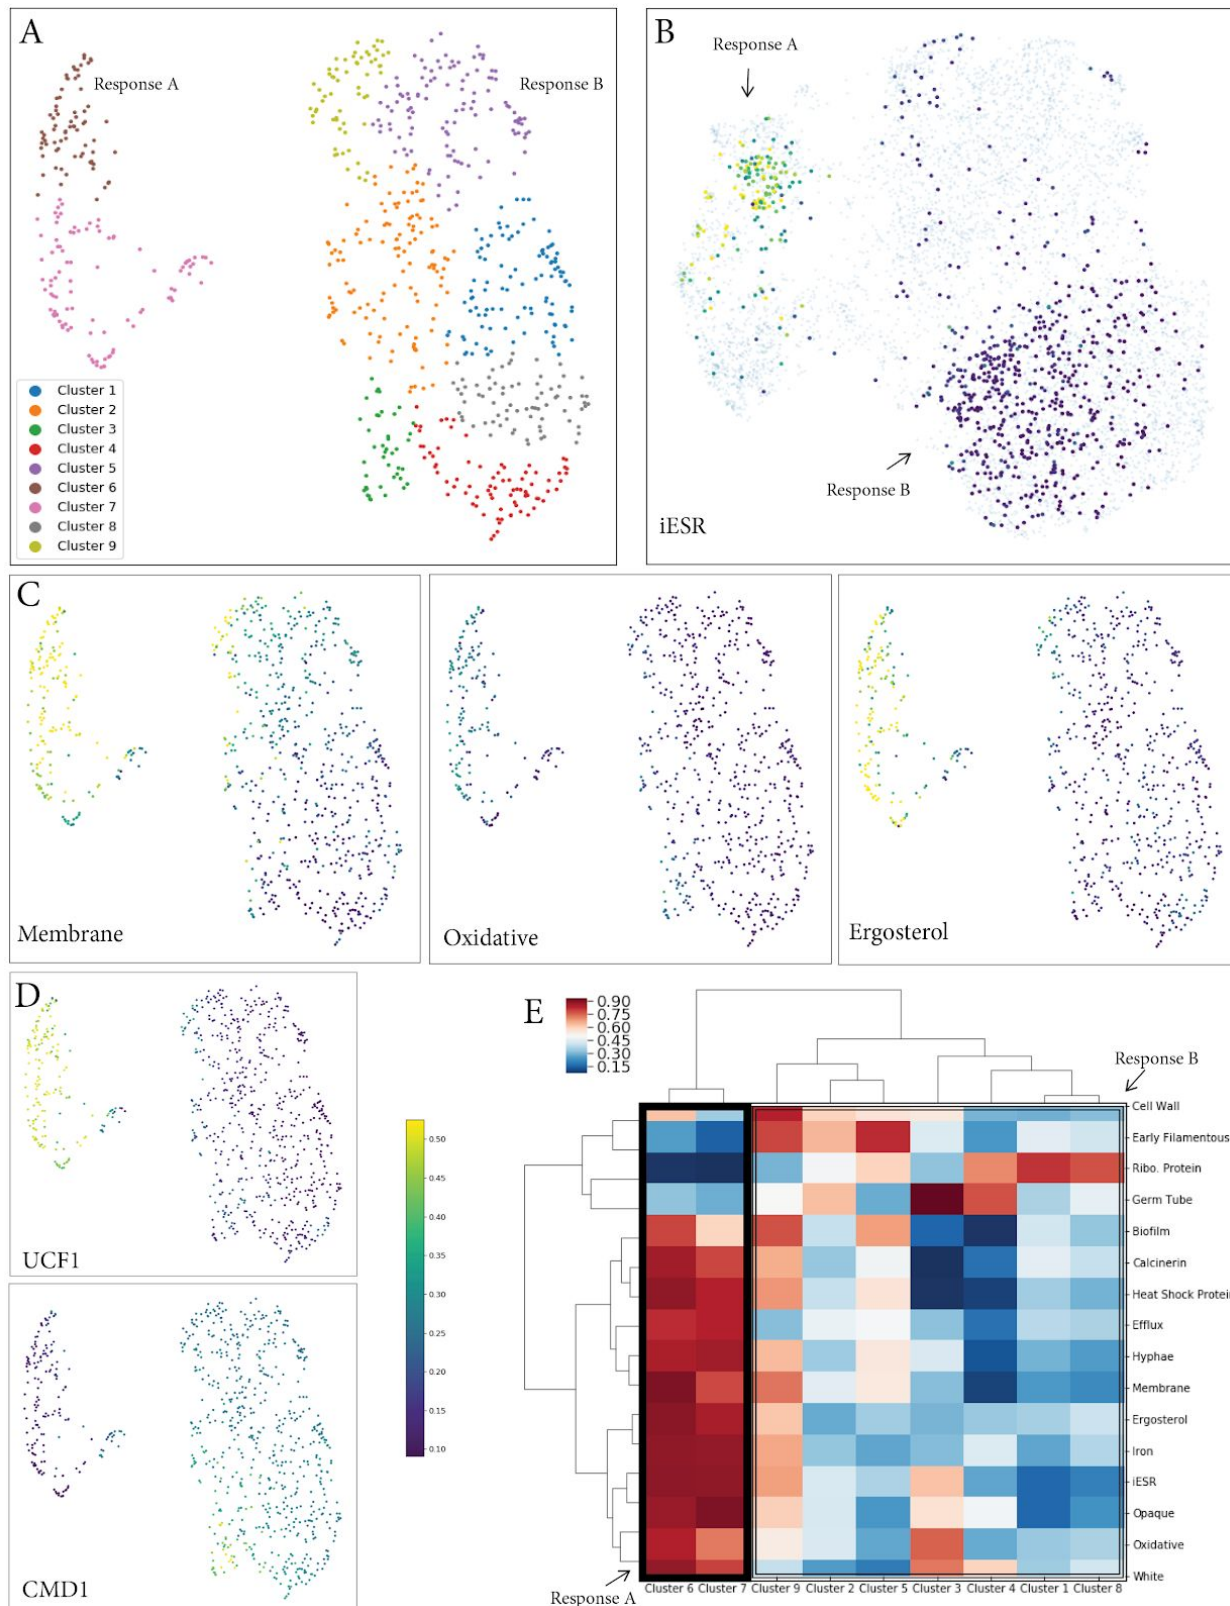 A
Response A
Response B
Cluster 1
Cluster 2
Cluster 3
Cluster 4
Cluster 5
Cluster 6
Cluster 7
Cluster 8
Cluster 9
B
Response A
Response B
iESR
C
Membrane
Oxidative
Ergosterol
D
UCF1
CMD1
0.50
0.45
0.40
0.35
0.30
0.25
0.20
0.15
0.10
E
0.90
0.75
0.60
0.45
0.30
0.15
Response B
Cell Wall
Early Filamentous
Ribo. Protein
Germ Tube
Biofilm
Calcinerin
Heat Shock Protein
Efflux
Hyphae
Membrane
Ergosterol
Iron
iESR
Opaque
Oxidative
White
Response A
Cluster 6 Cluster 7 Cluster 9 Cluster 2 Cluster 5 Cluster 3 Cluster 4 Cluster 1 Cluster 8